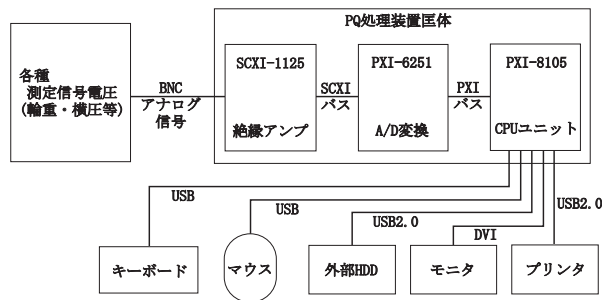 PQ処理装置匡体
各種
測定信号電圧
(輪重・横圧等)
BNC
アナログ
信号
SCXI-1125
絶縁アンプ
SCXI
バス
PXI-6251
A/D変換
PXI
バス
PXI-8105
CPUユニット
USB
USB
USB2.0
DVI
USB2.0
キーボード
マウス
外部HDD
モニタ
プリンタ